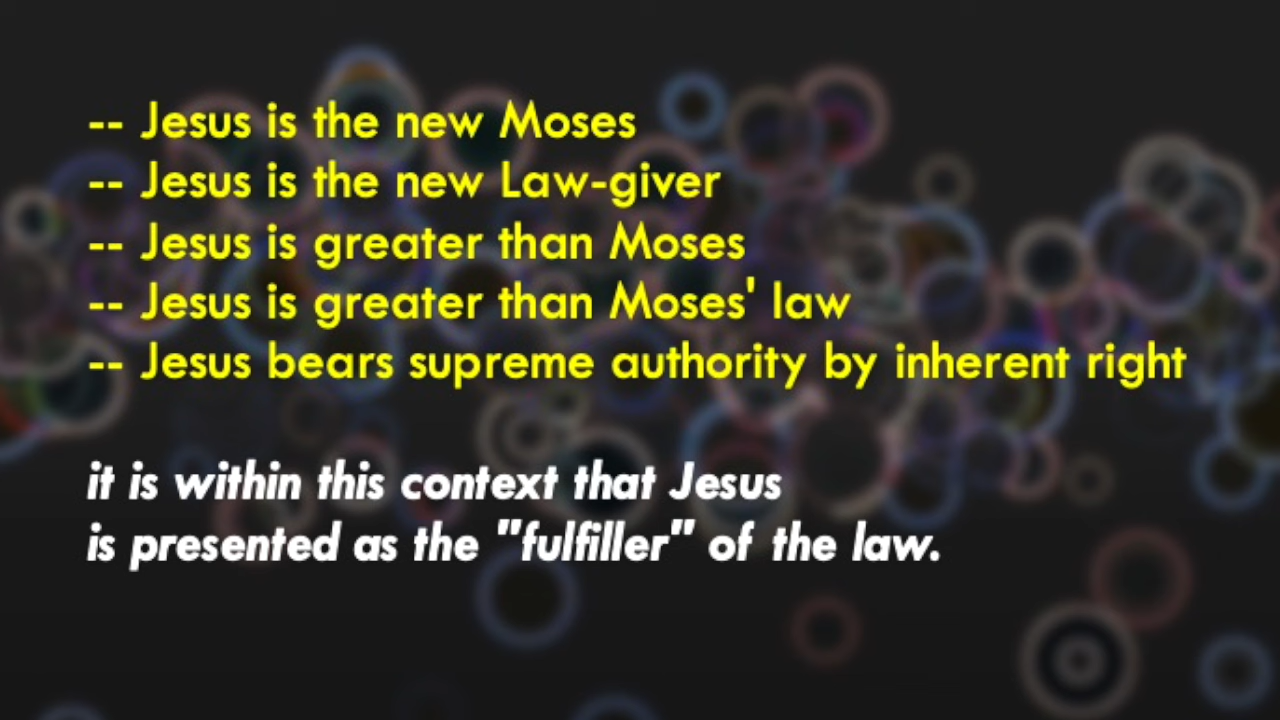 -- Jesus is the new Moses
-- Jesus is the new Law-giver
-- Jesus is greater than Moses
-- Jesus is greater than Moses' law
-- Jesus bears supreme authority by inherent right
it is within this context that Jesus
is presented as the "fulfiller" of the law.